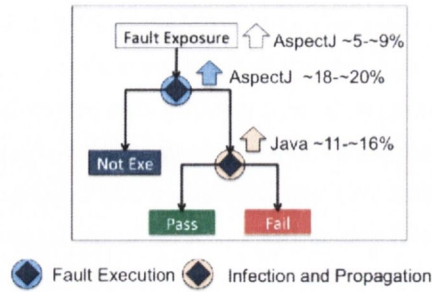 Fault Exposure AspectJ ~5-~9%
AspectJ ~18-~20%
Not Exe
Java ~11-~16%
Pass Fail
Fault Execution Infection and Propagation